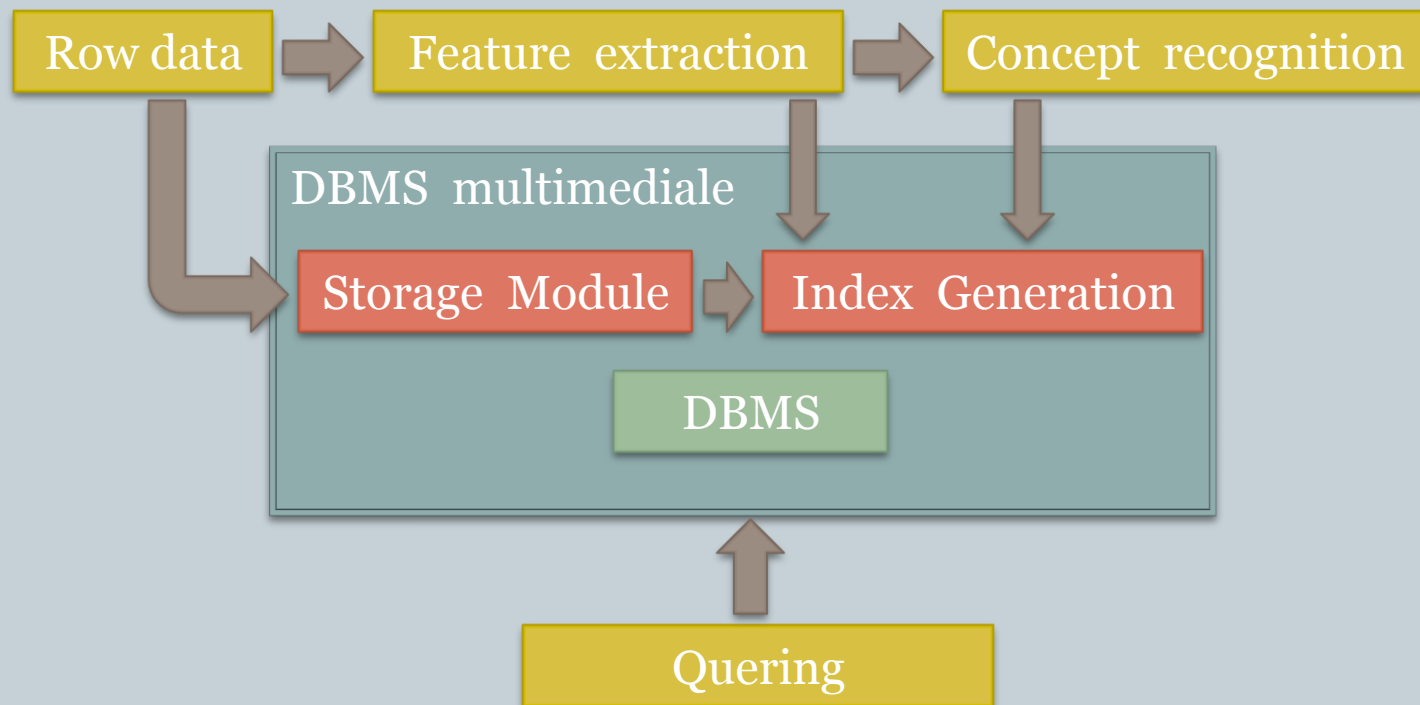 Row data
Feature extraction
Concept recognition
DBMS multimediale
Storage Module
Index Generation
DBMS
Quering